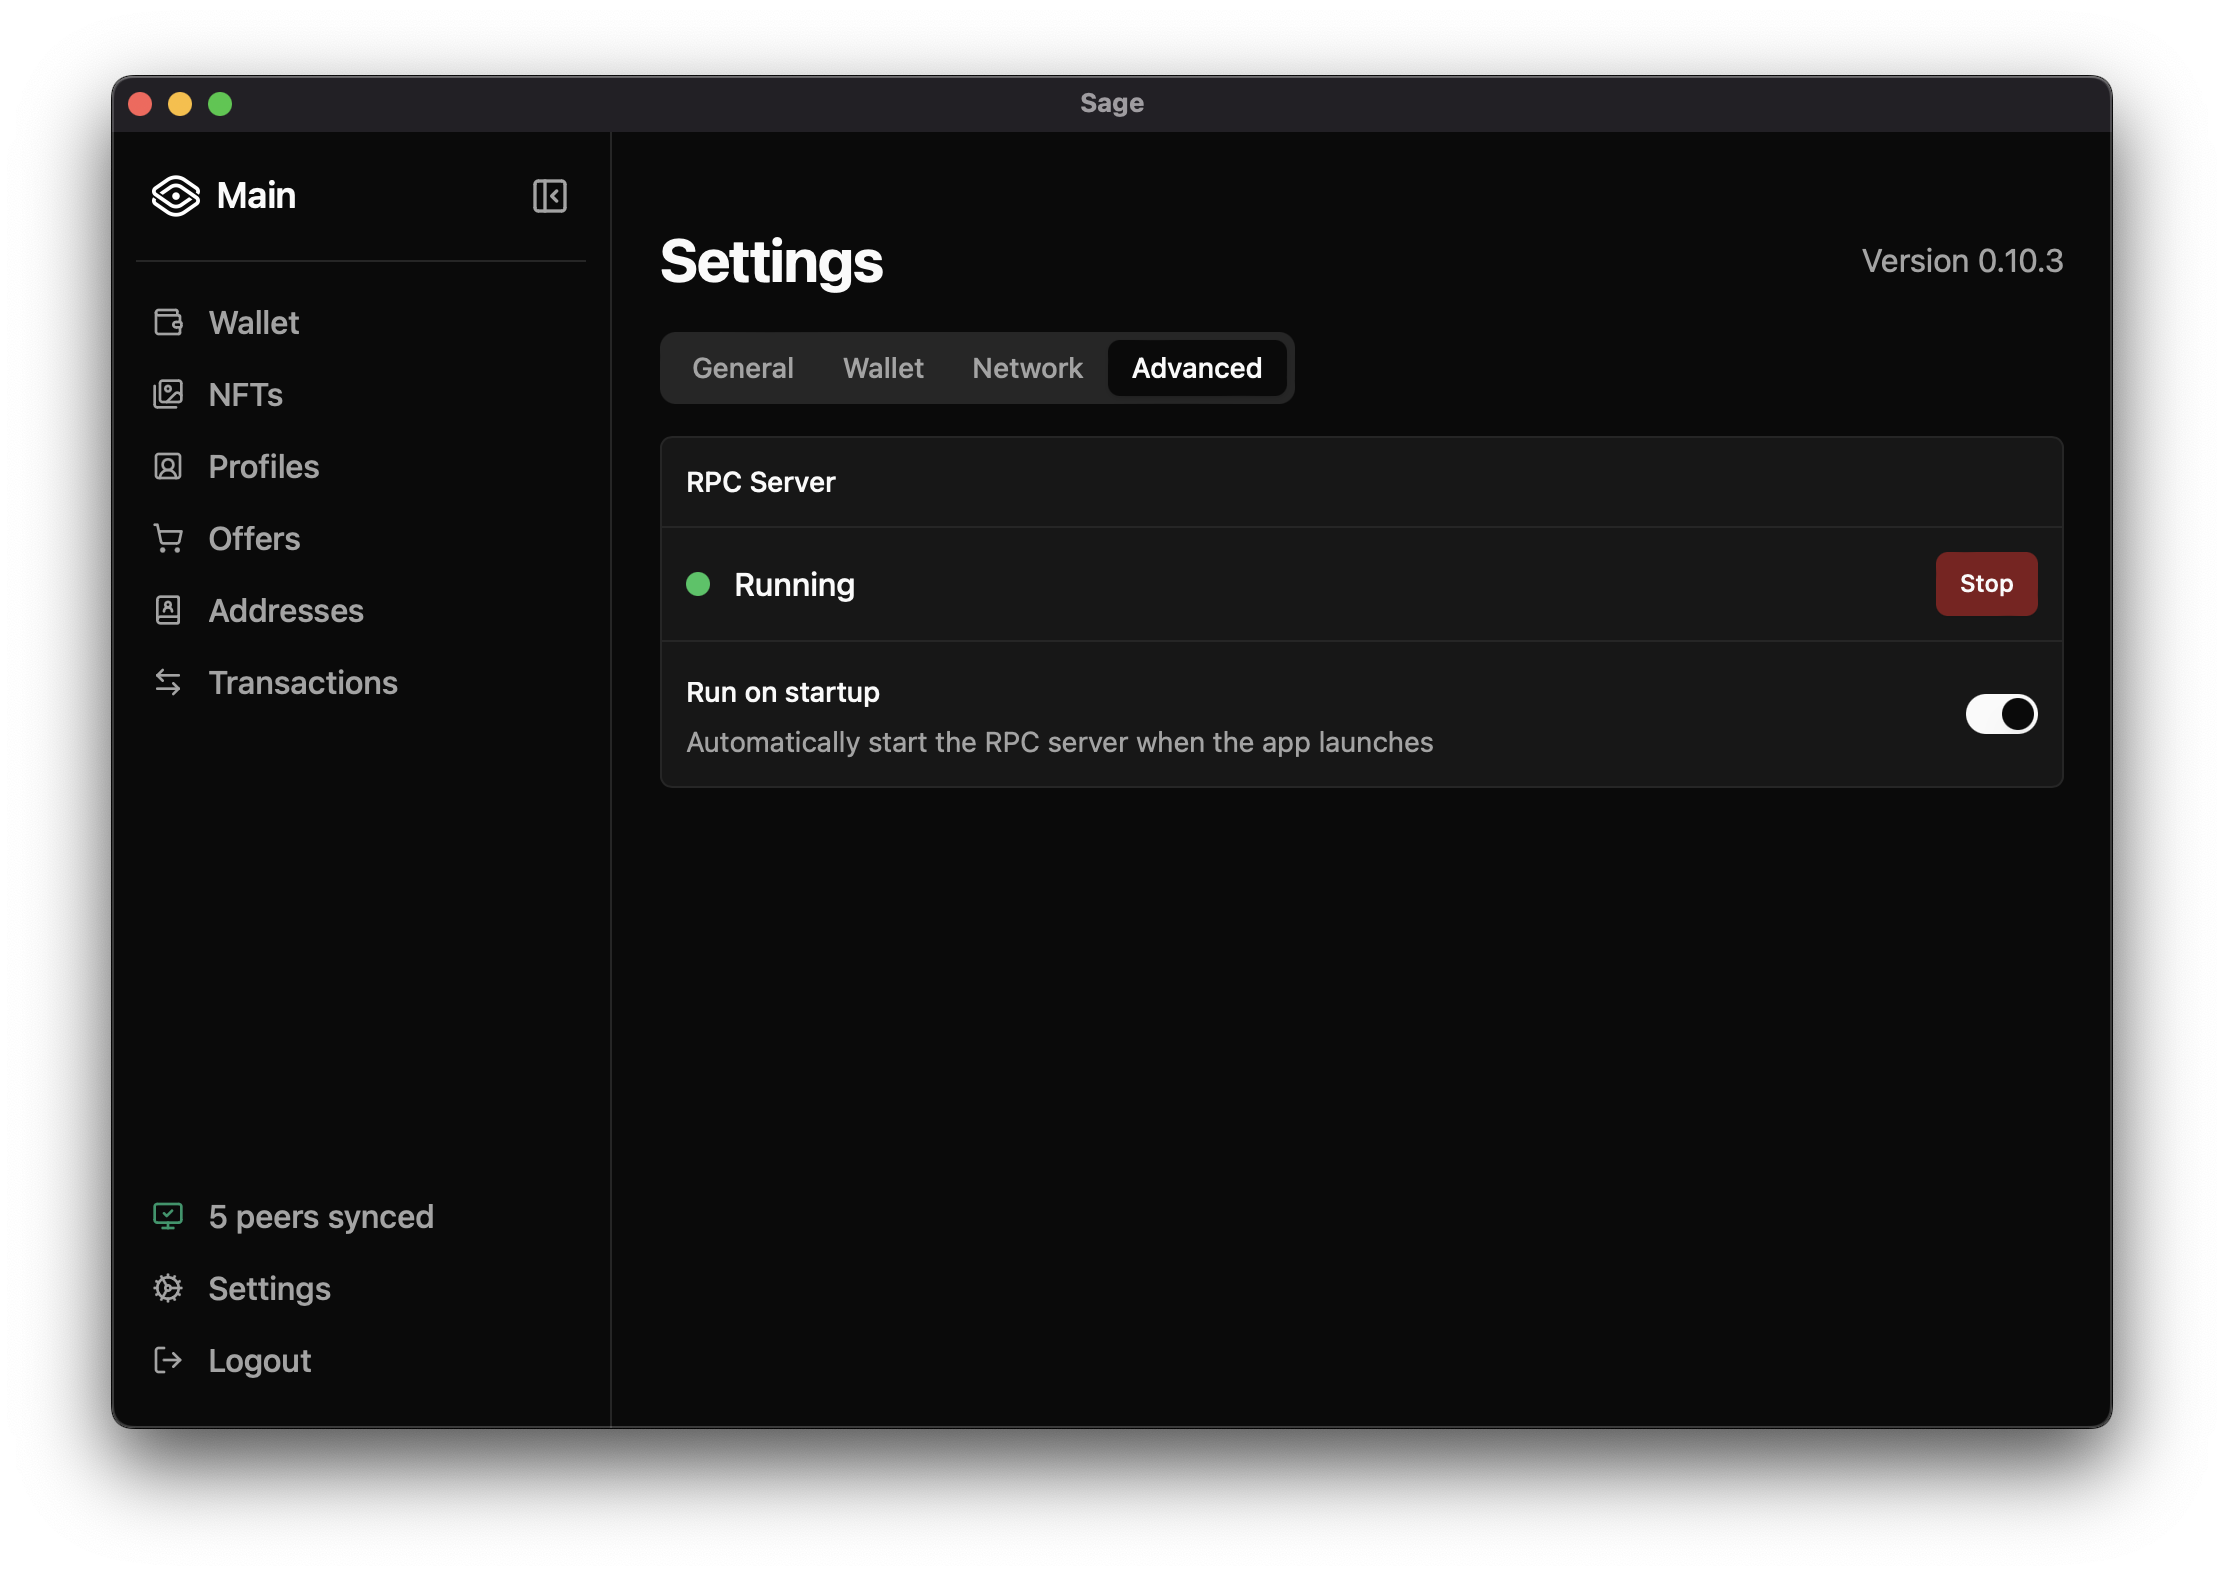 Sage
Main
Wallet
NFTs
Profiles
Offers
Addresses
Transactions
5 peers synced
Settings
Logout
Settings
Version 0.10.3
General Wallet Network Advanced
RPC Server
Running
Stop
Run on startup
Automatically start the RPC server when the app launches